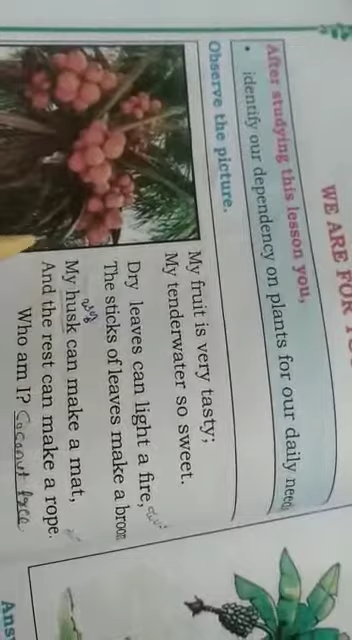 WE ARE FOR
After studying this lesson you,
• identify our dependency on plants for our daily need
Observe the picture.
My fruit is very tasty;
My tenderwater so sweet.
Dry leaves can light a fire,
The sticks of leaves make a broom
My husk can make a mat,
And the rest can make a rope.
Who am I? Coconut tree